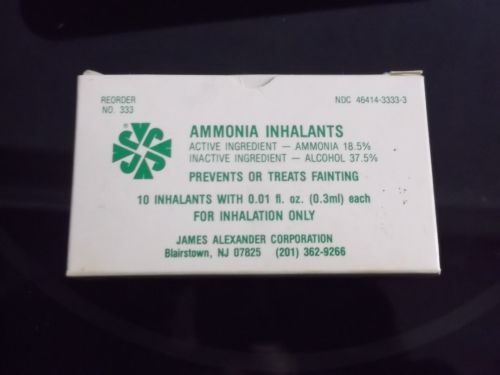 REORDER
NO. 333
NDC 46414-3333-3
AMMONIA INHALANTS
ACTIVE INGREDIENT — AMMONIA 18.5%
INACTIVE INGREDIENT — ALCOHOL 37.5%
PREVENTS OR TREATS FAINTING
10 INHALANTS WITH 0.01 fl. oz. (0.3ml) each
FOR INHALATION ONLY
JAMES ALEXANDER CORPORATION
Blairstown, NJ 07825 (201) 362-9266